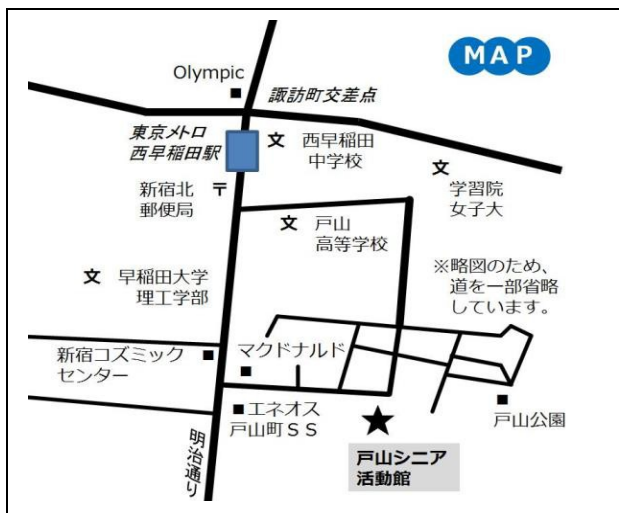 MAP
Olympic
諏訪町交差点
東京メトロ
西早稲田駅
文 西早稲田
中学校
文
学習院
女子大
新宿北 〒
郵便局
文 戸山
高等学校
文 早稲田大学
理工学部
※略図のため、
道を一部省略
しています。
新宿コズミック
センター
マクドナルド
エネオス
戸山町SS
戸山公園
戸山シニア
活動館
明治通り